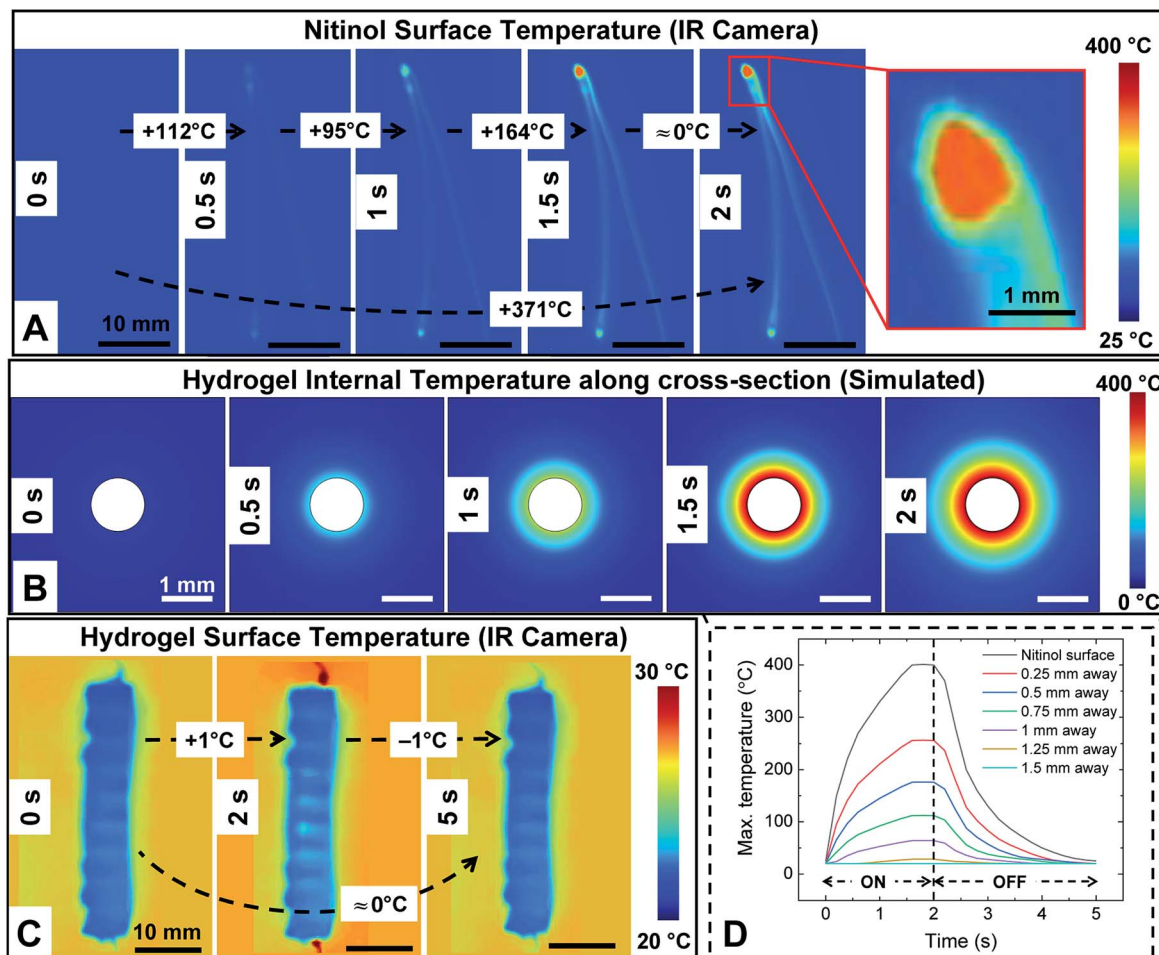 Nitinol Surface Temperature (IR Camera)
400 °C
+112°C
+95°C
+164°C
≈0°C
0 s
0.5 s
1 s
1.5 s
2 s
+371°C
A
10 mm
1 mm
25 °C
Hydrogel Internal Temperature along cross-section (Simulated)
400 °C
0 s
0.5 s
1 s
1.5 s
2 s
B
1 mm
0 °C
Hydrogel Surface Temperature (IR Camera)
30 °C
+1°C
–1°C
0 s
2 s
5 s
≈0°C
C
10 mm
20 °C
Max. temperature (°C)
400
300
200
100
0
Nitinol surface
0.25 mm away
0.5 mm away
0.75 mm away
1 mm away
1.25 mm away
1.5 mm away
ON
OFF
0 1 2 3 4 5
Time (s)
D